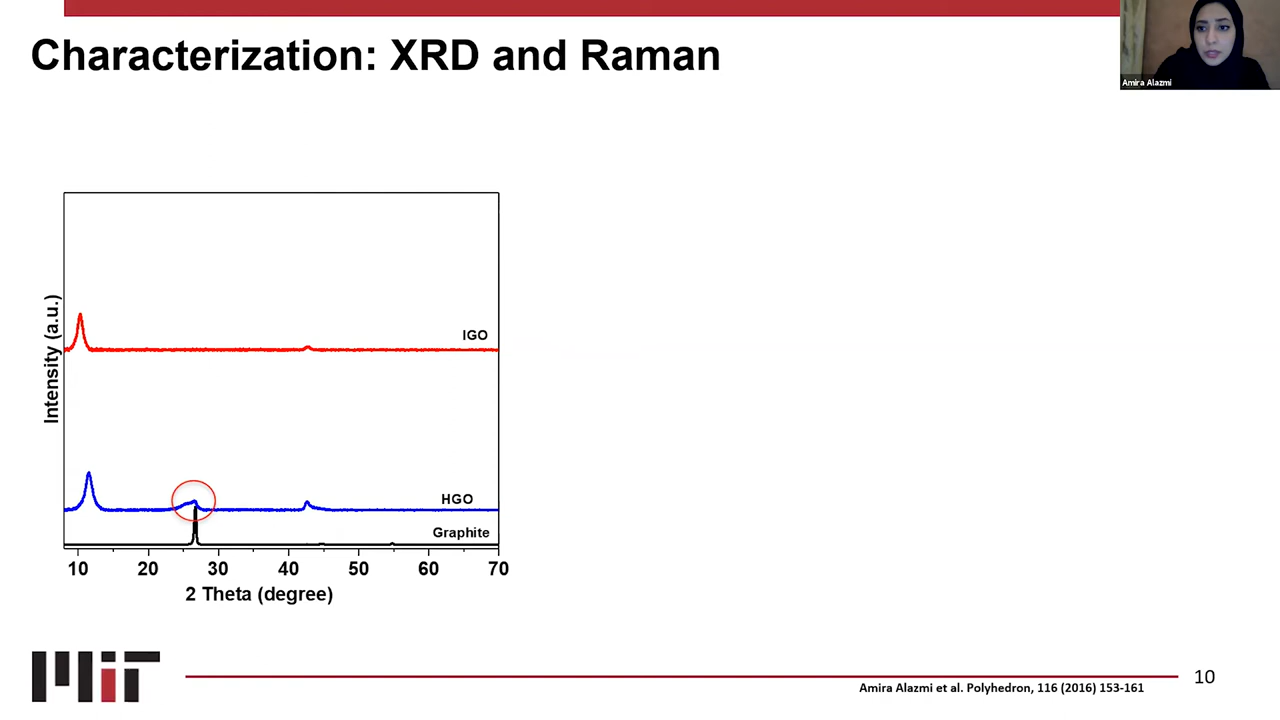 Characterization: XRD and Raman
Amira Alazmi
Intensity (a.u.)
IGO
HGO
Graphite
10 20 30 40 50 60 70
2 Theta (degree)
MIT
Amira Alazmi et al. Polyhedron, 116 (2016) 153-161
10